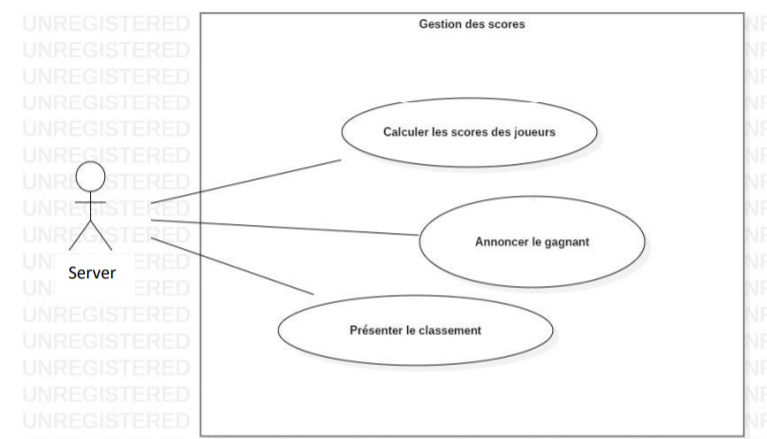 Gestion des scores
UNREGISTERED
UNREGISTERED
UNREGISTERED
UNREGISTERED
UNREGISTERED
Calculer les scores des joueurs
UNREGISTERED
UNREGISTERED
UNREGISTERED
UNREGISTERED
Annoncer le gagnant
Server
UNREGISTERED
UNREGISTERED
Présenter le classement
UNREGISTERED
UNREGISTERED
UNREGISTERED
UNREGISTERED